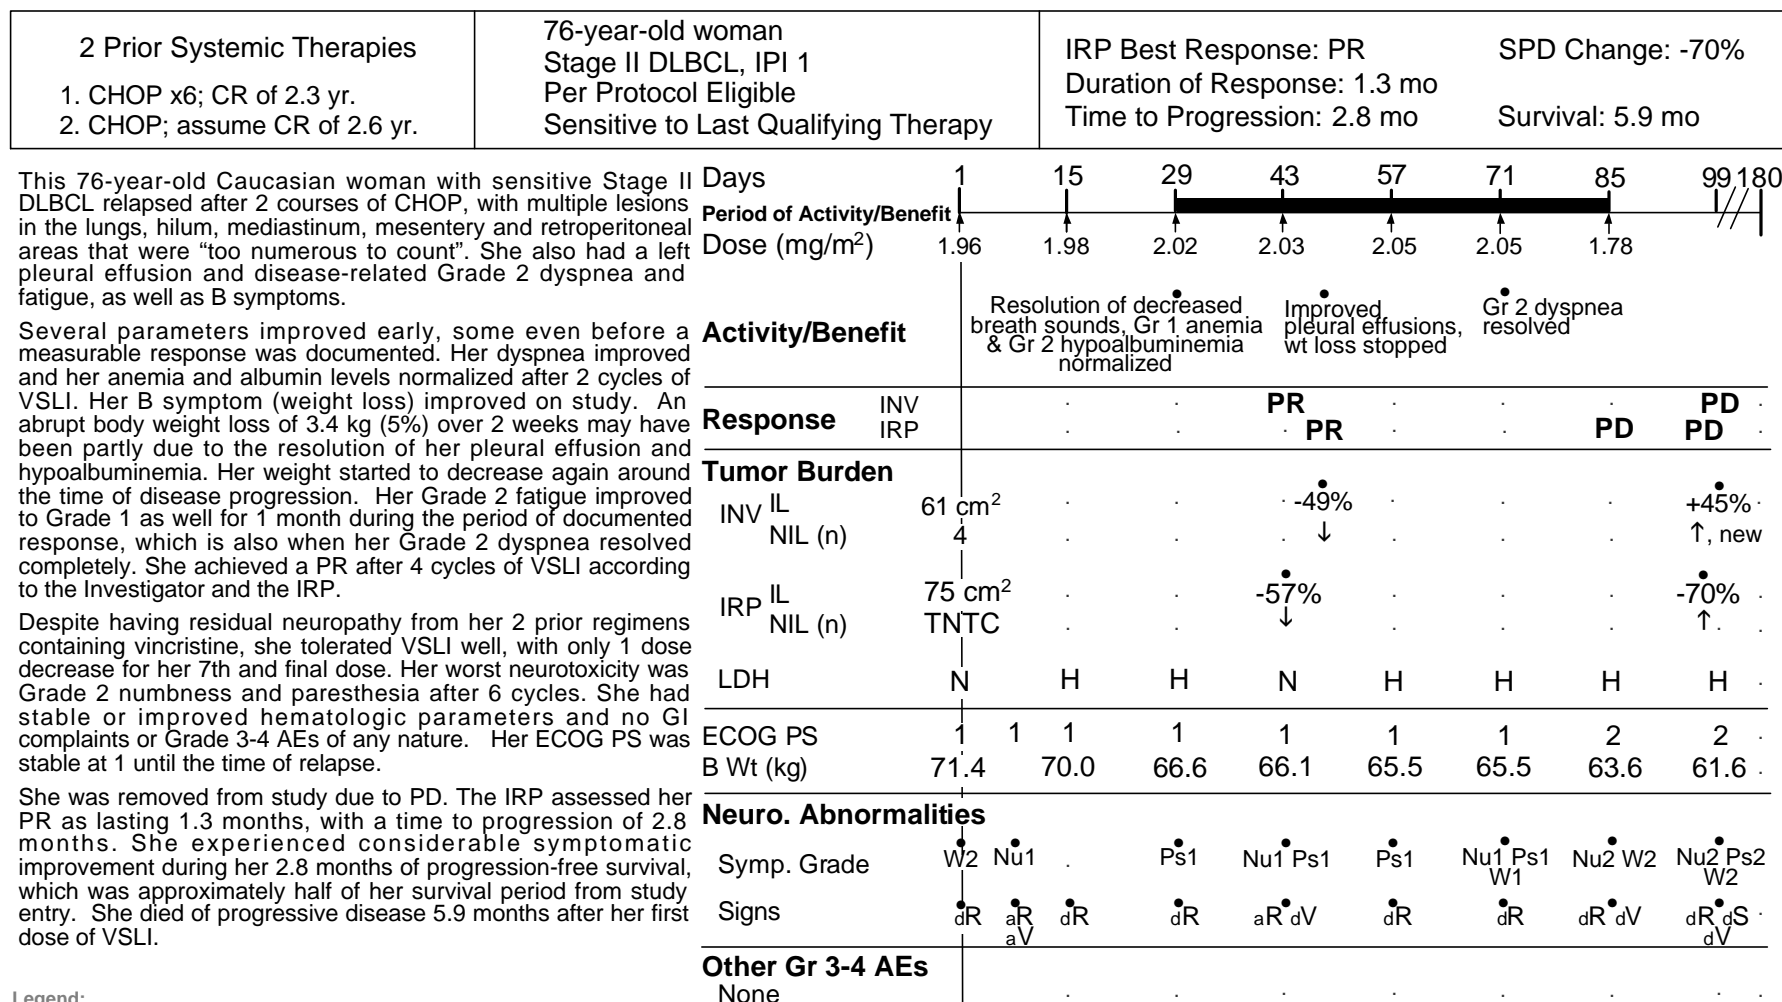 2 Prior Systemic Therapies
1. CHOP x6; CR of 2.3 yr.
2. CHOP; assume CR of 2.6 yr.
76-year-old woman
Stage II DLBCL, IPI 1
Per Protocol Eligible
Sensitive to Last Qualifying Therapy
IRP Best Response: PR SPD Change: -70%
Duration of Response: 1.3 mo
Time to Progression: 2.8 mo Survival: 5.9 mo
This 76-year-old Caucasian woman with sensitive Stage II
DLBCL relapsed after 2 courses of CHOP, with multiple lesions
in the lungs, hilum, mediastinum, mesentery and retroperitoneal
areas that were “too numerous to count”. She also had a left
pleural effusion and disease-related Grade 2 dyspnea and
fatigue, as well as B symptoms.
Several parameters improved early, some even before a
measurable response was documented. Her dyspnea improved
and her anemia and albumin levels normalized after 2 cycles of
VSLI. Her B symptom (weight loss) improved on study. An
abrupt body weight loss of 3.4 kg (5%) over 2 weeks may have
been partly due to the resolution of her pleural effusion and
hypoalbuminemia. Her weight started to decrease again around
the time of disease progression. Her Grade 2 fatigue improved
to Grade 1 as well for 1 month during the period of documented
response, which is also when her Grade 2 dyspnea resolved
completely. She achieved a PR after 4 cycles of VSLI according
to the Investigator and the IRP.
Despite having residual neuropathy from her 2 prior regimens
containing vincristine, she tolerated VSLI well, with only 1 dose
decrease for her 7th and final dose. Her worst neurotoxicity was
Grade 2 numbness and paresthesia after 6 cycles. She had
stable or improved hematologic parameters and no GI
complaints or Grade 3-4 AEs of any nature. Her ECOG PS was
stable at 1 until the time of relapse.
She was removed from study due to PD. The IRP assessed her
PR as lasting 1.3 months, with a time to progression of 2.8
months. She experienced considerable symptomatic
improvement during her 2.8 months of progression-free survival,
which was approximately half of her survival period from study
entry. She died of progressive disease 5.9 months after her first
dose of VSLI.
Legend:
Days 1 15 29 43 57 71 85 99 180
Period of Activity/Benefit
Dose (mg/m²) 1.96 1.98 2.02 2.03 2.05 2.05 1.78
Activity/Benefit
Resolution of decreased
breath sounds, Gr 1 anemia
& Gr 2 hypoalbuminemia
normalized
Improved
pleural effusions,
wt loss stopped
Gr 2 dyspnea
resolved
Response
INV PR PD
IRP PR PD PD
Tumor Burden
INV IL 61 cm² -49% +45%
NIL (n) 4 ↓ ↑, new
IRP IL 75 cm² -57% -70%
NIL (n) TNTC ↓ ↑
LDH N H H N H H H H
ECOG PS 1 1 1 1 1 1 1 2 2
B Wt (kg) 71.4 70.0 66.6 66.1 65.5 65.5 63.6 61.6
Neuro. Abnormalities
Symp. Grade W2 Nu1 Ps1 Nu1 Ps1 Ps1 Nu1 Ps1 Nu2 W2 Nu2 Ps2
W1 W2
Signs dR aR dR dR aR dV dR dR dR dV dR dS
aV dV
Other Gr 3-4 AEs
None